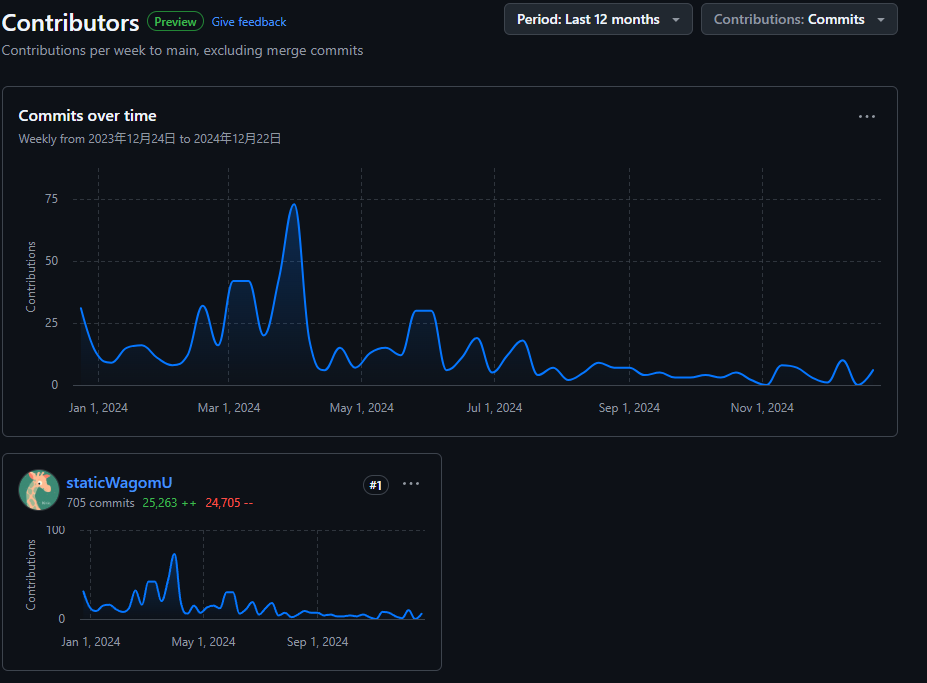 Contributors Preview Give feedback
Period: Last 12 months
Contributions: Commits
Contributions per week to main, excluding merge commits
Commits over time
Weekly from 2023年12月24日 to 2024年12月22日
Contributions
75
50
25
0
Jan 1, 2024 Mar 1, 2024 May 1, 2024 Jul 1, 2024 Sep 1, 2024 Nov 1, 2024
staticWagomU
#1
705 commits 25,263 ++ 24,705 --
Contributions
100
0
Jan 1, 2024 May 1, 2024 Sep 1, 2024